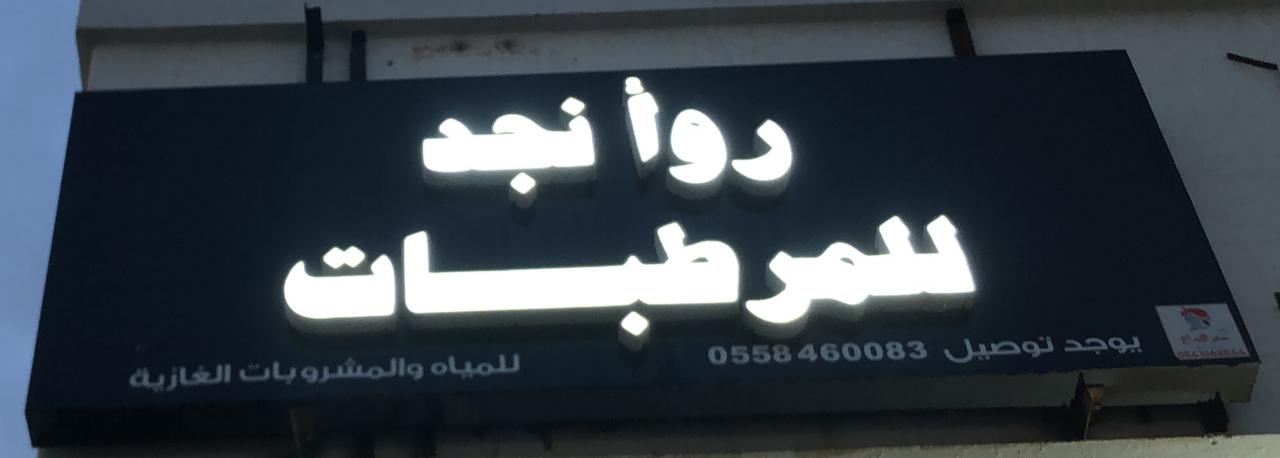 روأ نجد
للمرطبات
يوجد توصيل 0558460083
للمياه والمشروبات الغازية